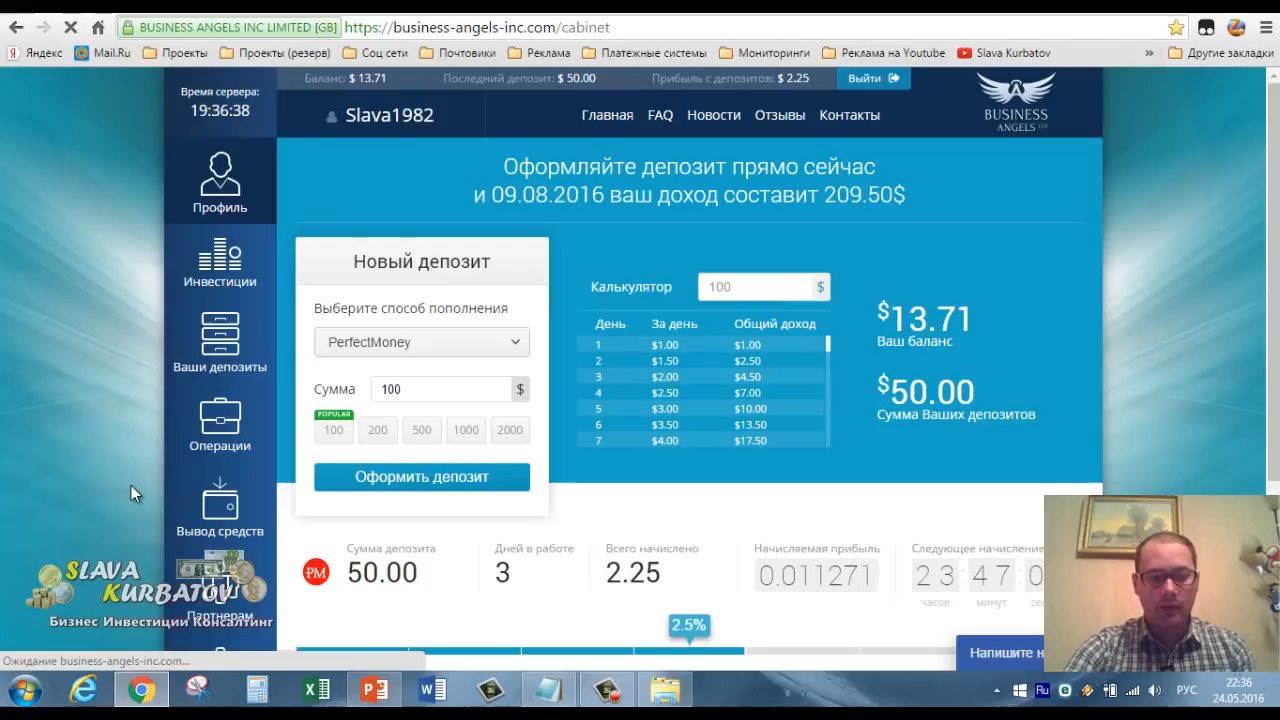 BUSINESS ANGELS INC LIMITED [GB] https://business-angels-inc.com/cabinet
Яндекс Mail.Ru Проекты Проекты (резерв) Соц сети Почтовики Реклама Платежные системы Мониторинги Реклама на Youtube Slava Kurbatov » Другие закладки
Время сервера:
19:36:38
Баланс: $ 13.71 Последний депозит: $ 50.00 Прибыль с депозитов: $ 2.25 Выйти
Slava1982 Главная FAQ Новости Отзывы Контакты
BUSINESS
ANGELS LTD
Профиль
Инвестиции
Ваши депозиты
Операции
Вывод средств
Партнерам
Оформляйте депозит прямо сейчас
и 09.08.2016 ваш доход составит 209.50$
Новый депозит
Выберите способ пополнения
PerfectMoney
Сумма 100 $
POPULAR
100 200 500 1000 2000
Оформить депозит
Калькулятор 100 $
День За день Общий доход
1 $1.00 $1.00
2 $1.50 $2.50
3 $2.00 $4.50
4 $2.50 $7.00
5 $3.00 $10.00
6 $3.50 $13.50
7 $4.00 $17.50
$13.71
Ваш баланс
$50.00
Сумма Ваших депозитов
PM
Сумма депозита Дней в работе Всего начислено Начисляемая прибыль Следующее начисление
50.00 3 2.25 0.011271 23:47:0
часов минут
2.5%
SLAVA
KURBATOV
Бизнес Инвестиции Консалтинг
Ожидание business-angels-inc.com...
Напишите н
Ru РУС
22:36
24.05.2016